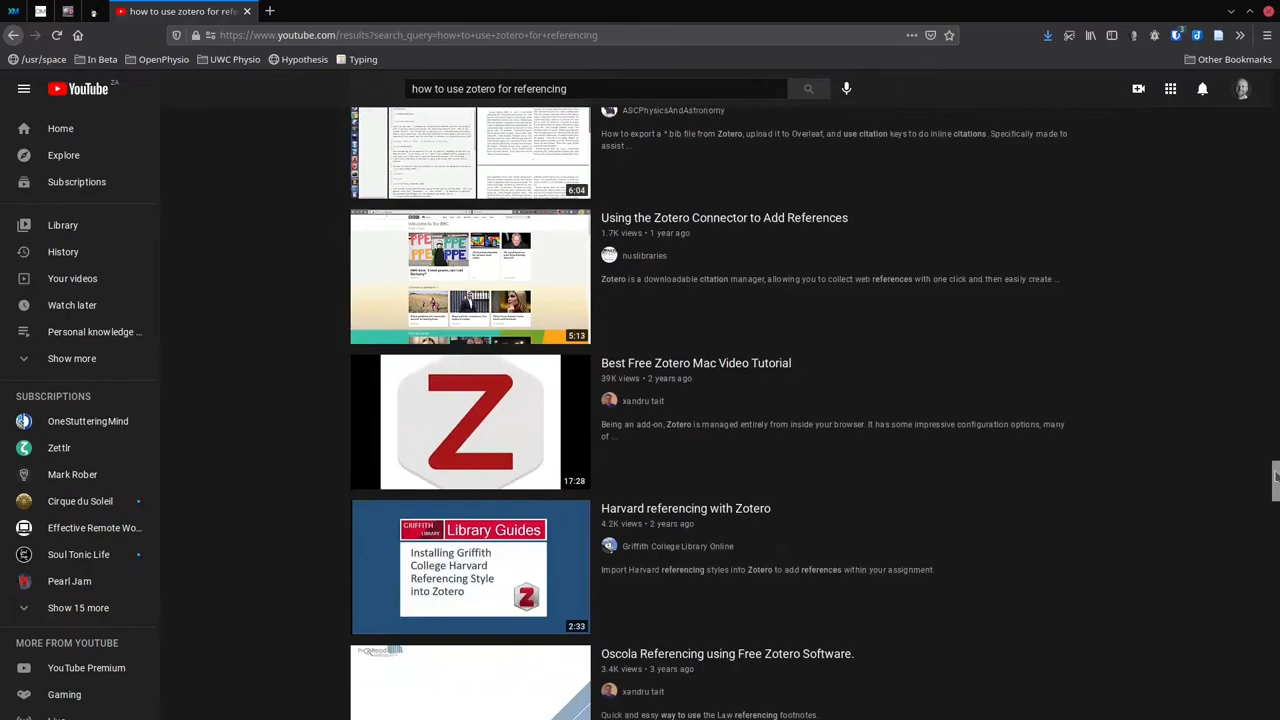 how to use zotero for refe
https://www.youtube.com/results?search_query=how+to+use+zotero+for+referencing
/usr/space
In Beta
OpenPhysio
UWC Physio
Hypothesis
Typing
Other Bookmarks
YouTube ZA
how to use zotero for referencing
Home
Explore
Subscriptions
History
Your videos
Watch later
Personal knowledge ...
Show more
SUBSCRIPTIONS
OneStutteringMind
Zettlr
Mark Rober
Cirque du Soleil
Effective Remote Wo...
Soul Tonic Life
Pearl Jam
Show 15 more
MORE FROM YOUTUBE
YouTube Premium
Gaming
Live
6:04
ASCPhysicsAndAstronomy
How to export a *.bib file from Zotero, upload it to Overleaf, and use citation keys to do citations. Specifically made to
assist ...
Welcome to the BBC
5:13
Using the Zotero Connector to Add References
1.7K views • 1 year ago
nuslibraries
Zotero is a downloadable citation manager, allowing you to collect web references with one click and then easily create ...
Z
17:28
Best Free Zotero Mac Video Tutorial
39K views • 2 years ago
xandru tait
Being an add-on, Zotero is managed entirely from inside your browser. It has some impressive configuration options, many
of ...
GRIFFITH LIBRARY
Library Guides
Installing Griffith
College Harvard
Referencing Style
into Zotero
Z
2:33
Harvard referencing with Zotero
4.2K views • 2 years ago
Griffith College Library Online
Import Harvard referencing styles into Zotero to add references within your assignment.
Oscola Referencing using Free Zotero Software.
3.4K views • 3 years ago
xandru tait
Quick and easy way to use the Law referencing footnotes.